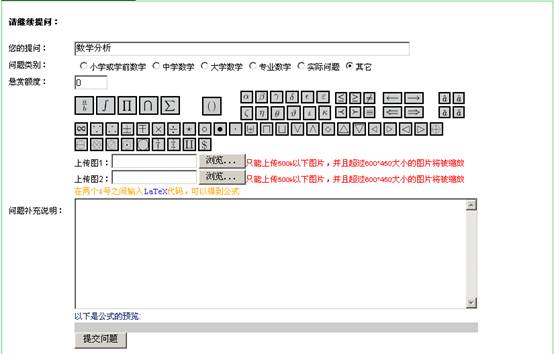 请继续提问：
您的提问： 数学分析
问题类别： 小学或学前数学 中学数学 大学数学 专业数学 实际问题 其它
悬赏额度： 0
上传图1： 浏览... 只能上传500k以下图片，并且超过600*460大小的图片将被缩放
上传图2： 浏览... 只能上传500k以下图片，并且超过600*460大小的图片将被缩放
在两个$号之间输入LaTeX代码，可以得到公式
问题补充说明：
以下是公式的预览:
提交问题